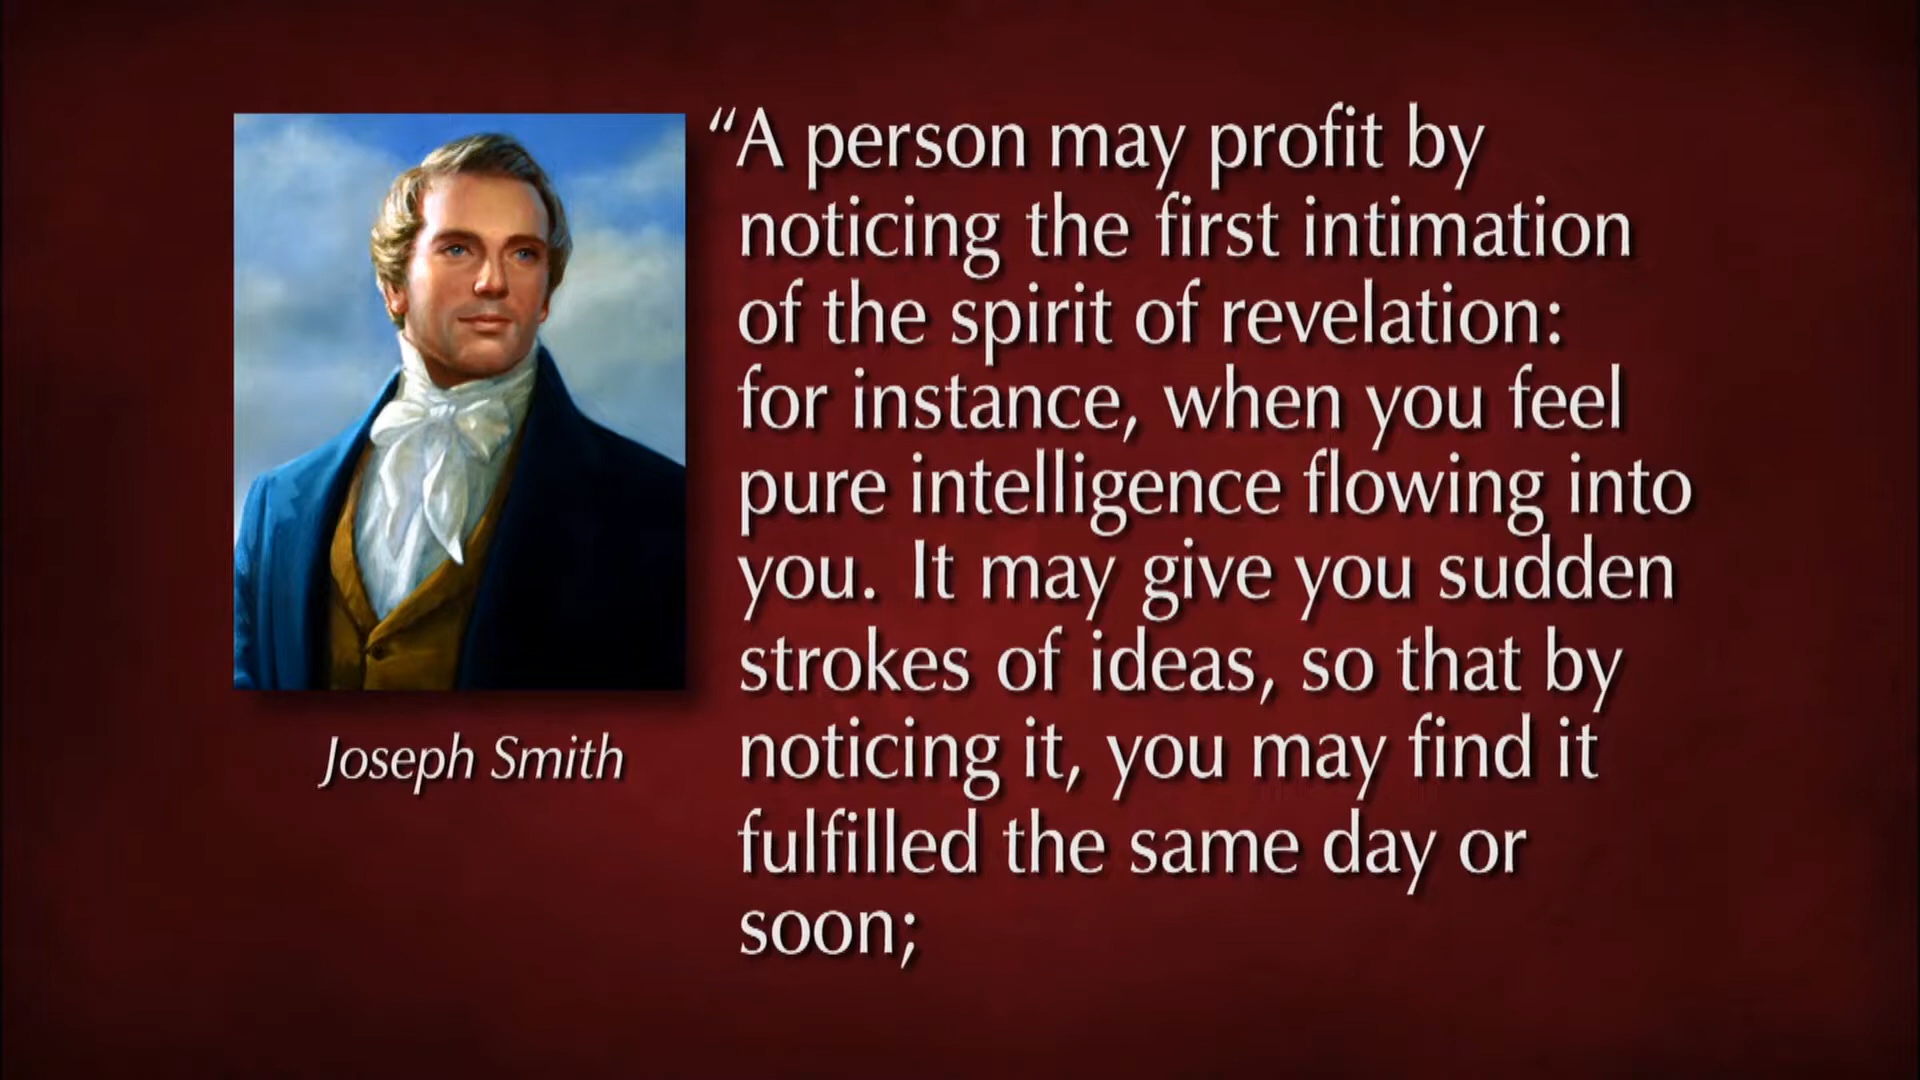 “A person may profit by
noticing the first intimation
of the spirit of revelation:
for instance, when you feel
pure intelligence flowing into
you. It may give you sudden
strokes of ideas, so that by
noticing it, you may find it
fulfilled the same day or
soon;
Joseph Smith